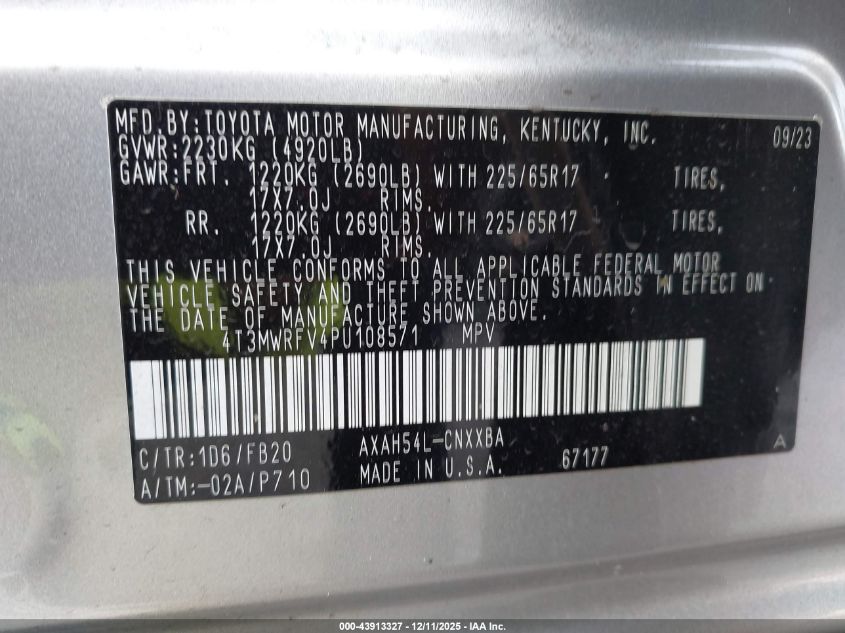 MFD.BY:TOYOTA MOTOR MANUFACTURING, KENTUCKY, INC. 09/23
GVWR:2230KG (4920LB)
GAWR:FRT. 1220KG (2690LB) WITH 225/65R17 TIRES,
17X7.0J RIMS.
RR. 1220KG (2690LB) WITH 225/65R17 TIRES,
17X7.0J RIMS.
THIS VEHICLE CONFORMS TO ALL APPLICABLE FEDERAL MOTOR
VEHICLE SAFETY AND THEFT PREVENTION STANDARDS IN EFFECT ON
THE DATE OF MANUFACTURE SHOWN ABOVE.
4T3MWRFV4PU108571 MPV
C/TR:1D6/FB20 AXAH54L-CNXXBA A
A/TM:-02A/P710 MADE IN U.S.A. 67177
000-43913327 - 12/11/2025 - IAA Inc.